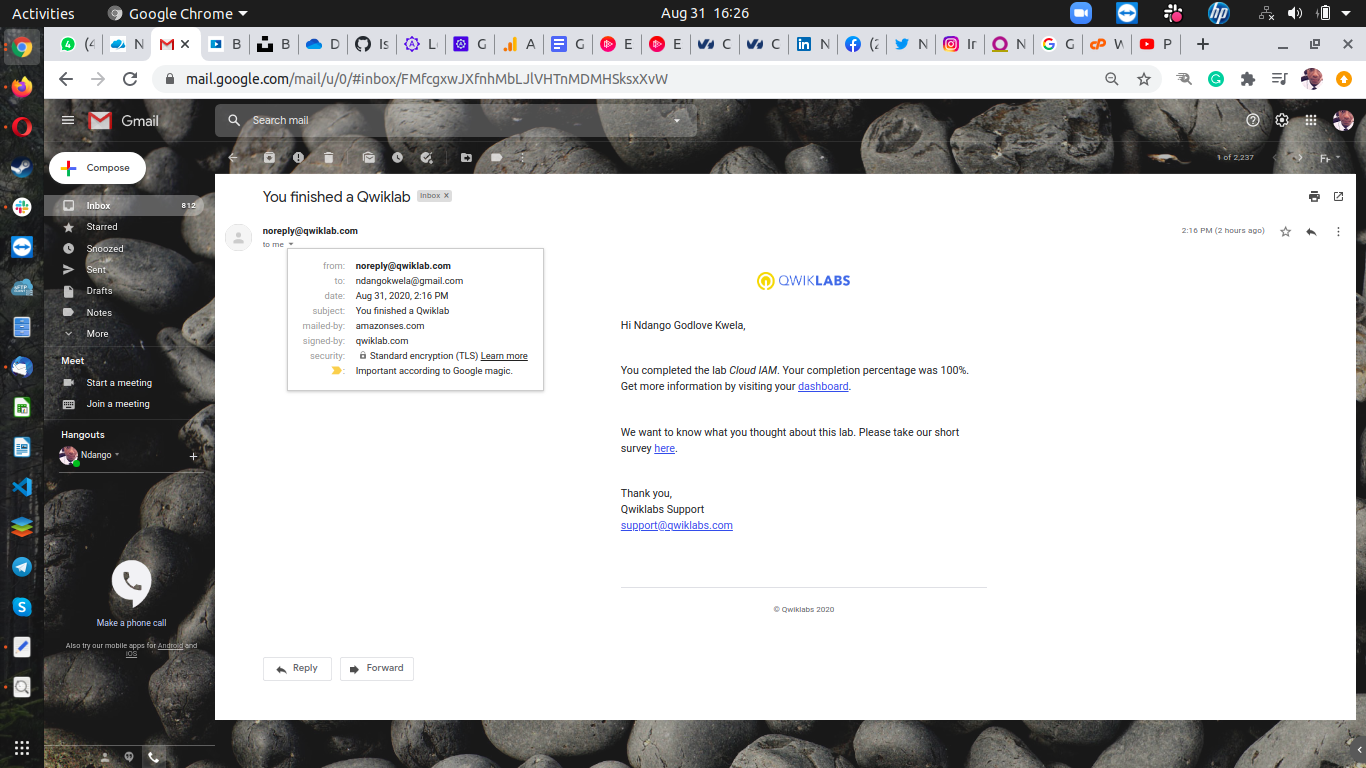 Activities Google Chrome Aug 31 16:26
(4 N B B D Is L G A G E E C C N (2 N Ir N G W P
mail.google.com/mail/u/0/#inbox/FMfcgxwJXfnhMbLJlVHTnMDMHSksxXvW
Gmail
Search mail
Compose
1 of 2,237
Inbox 812
Starred
Snoozed
Sent
Drafts
Notes
More
Meet
Start a meeting
Join a meeting
Hangouts
Ndango
Make a phone call
Also try our mobile apps for Android and
iOS
You finished a Qwiklab Inbox x
noreply@qwiklab.com 2:16 PM (2 hours ago)
to me
from: noreply@qwiklab.com
to: ndangokwela@gmail.com
date: Aug 31, 2020, 2:16 PM
subject: You finished a Qwiklab
mailed-by: amazonses.com
signed-by: qwiklab.com
security: Standard encryption (TLS) Learn more
: Important according to Google magic.
QWIKLABS
Hi Ndango Godlove Kwela,
You completed the lab Cloud IAM. Your completion percentage was 100%.
Get more information by visiting your dashboard.
We want to know what you thought about this lab. Please take our short
survey here.
Thank you,
Qwiklabs Support
support@qwiklabs.com
© Qwiklabs 2020
Reply Forward